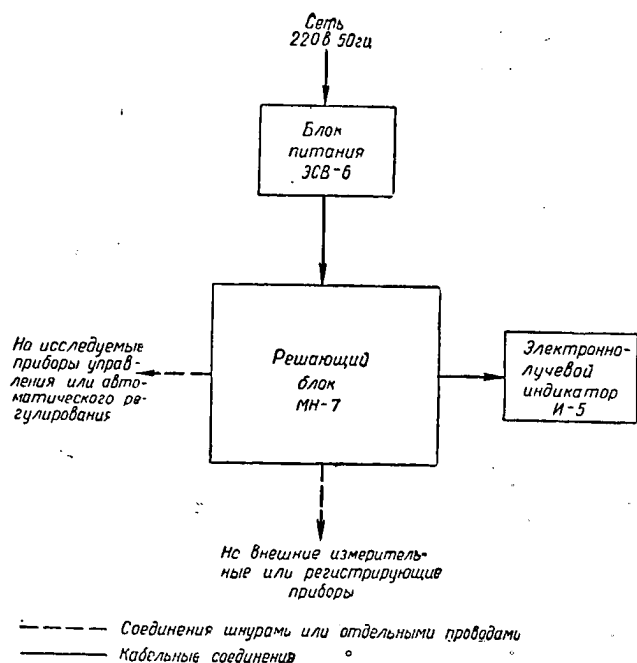 Сеть
220в 50гц
Блок
питания
ЭСВ-6
На исследуемые
приборы управ-
ления или авто-
матического ре-
гулирования
Решающий
блок
МН-7
Электронно-
лучевой
индикатор
И-5
На внешние измеритель-
ные или регистрирующие
приборы
Соединения шнурами или отдельными проводами
Кабельные соединения